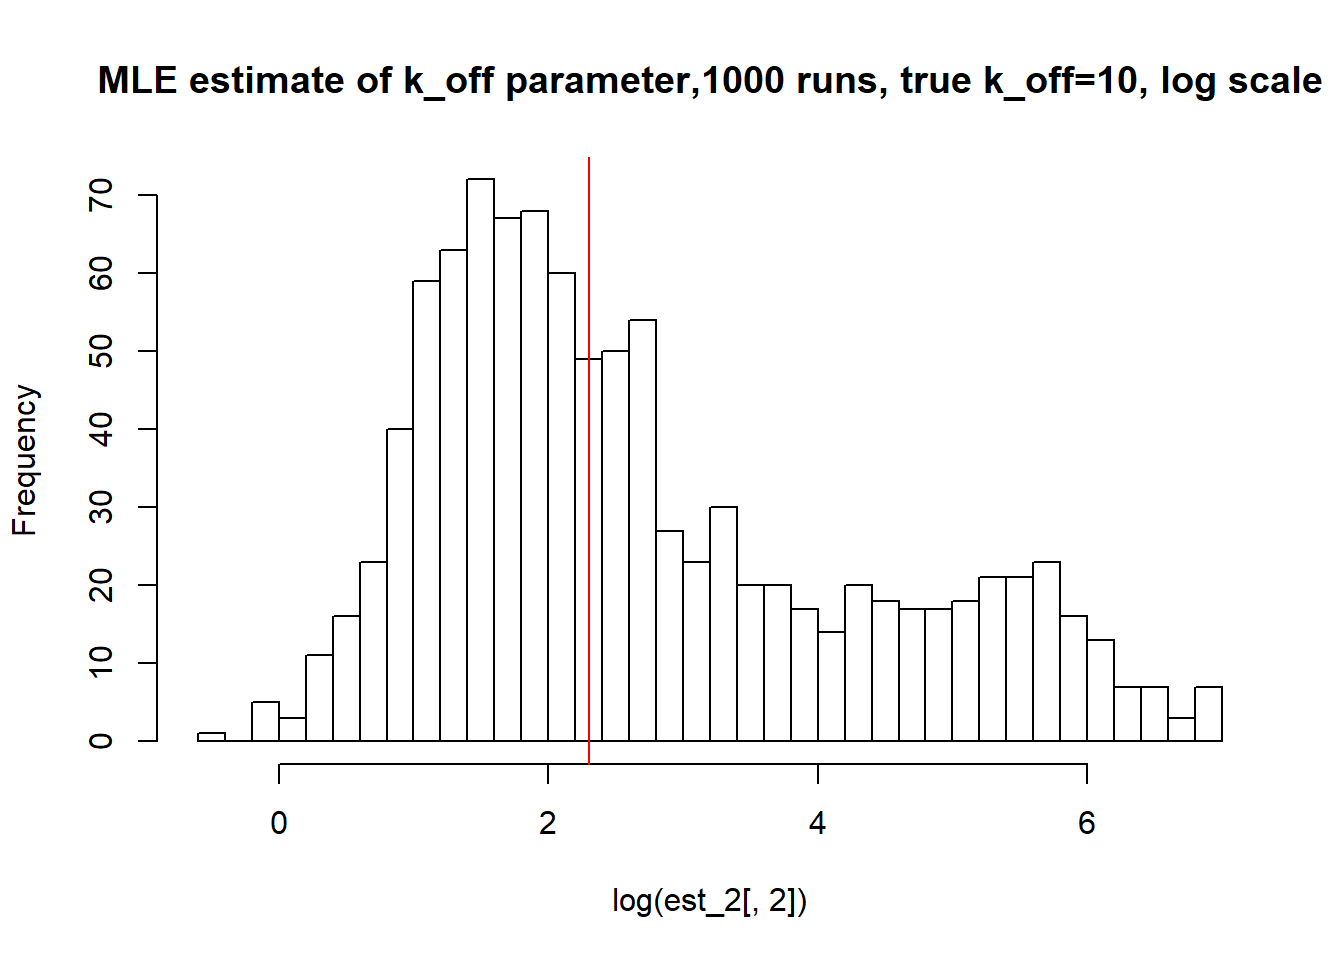 MLE estimate of k_off parameter,1000 runs, true k_off=10, log scale
Frequency
70
60
50
40
30
20
10
0
0 2 4 6
log(est_2[, 2])